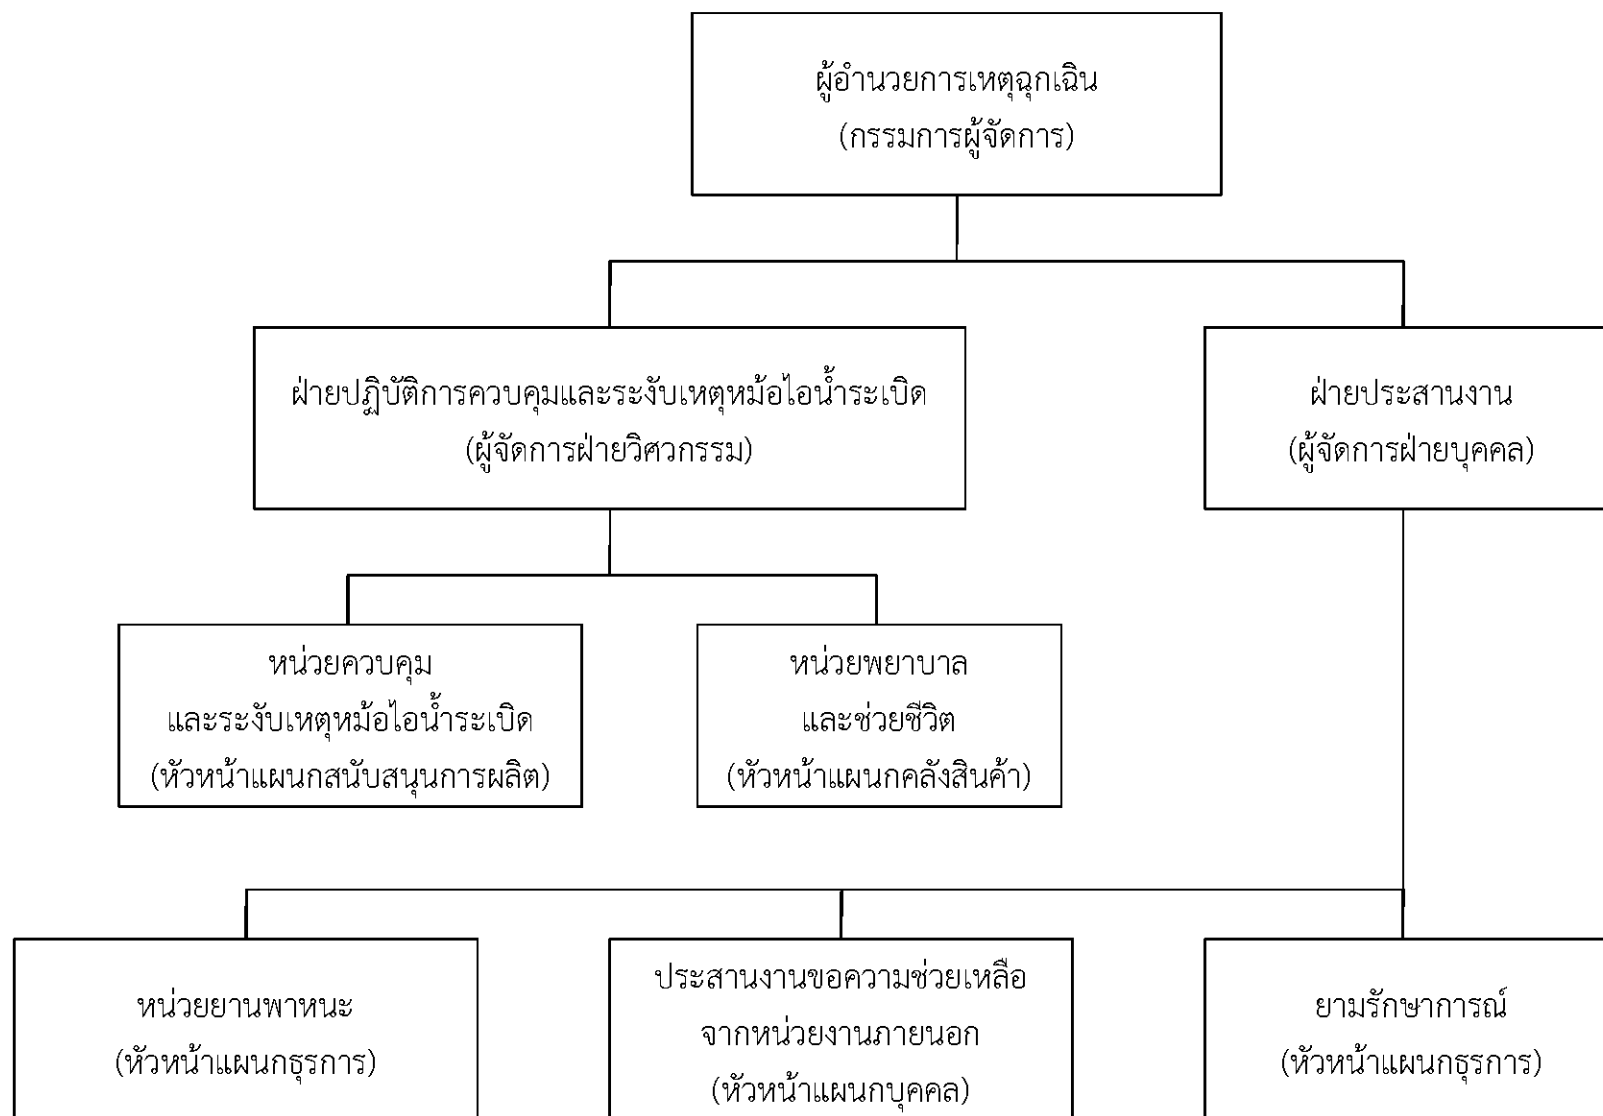 ผู้อำนวยการเหตุฉุกเฉิน
(กรรมการผู้จัดการ)
ฝ่ายปฏิบัติการควบคุมและระงับเหตุหม้อไอน้ำระเบิด
(ผู้จัดการฝ่ายวิศวกรรม)
ฝ่ายประสานงาน
(ผู้จัดการฝ่ายบุคคล)
หน่วยควบคุม
และระงับเหตุหม้อไอน้ำระเบิด
(หัวหน้าแผนกสนับสนุนการผลิต)
หน่วยพยาบาล
และช่วยชีวิต
(หัวหน้าแผนกคลังสินค้า)
หน่วยยานพาหนะ
(หัวหน้าแผนกธุรการ)
ประสานงานขอความช่วยเหลือ
จากหน่วยงานภายนอก
(หัวหน้าแผนกบุคคล)
ยามรักษาการณ์
(หัวหน้าแผนกธุรการ)